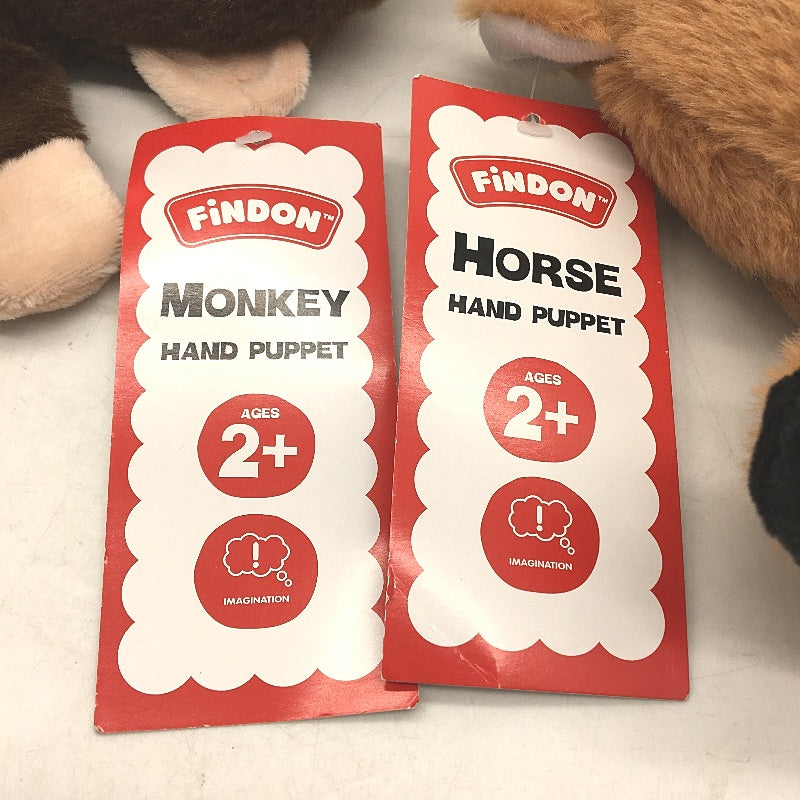 FiNDON™
MONKEY
HAND PUPPET
AGES
2+
!
IMAGINATION
FiNDON™
HORSE
HAND PUPPET
AGES
2+
!
IMAGINATION